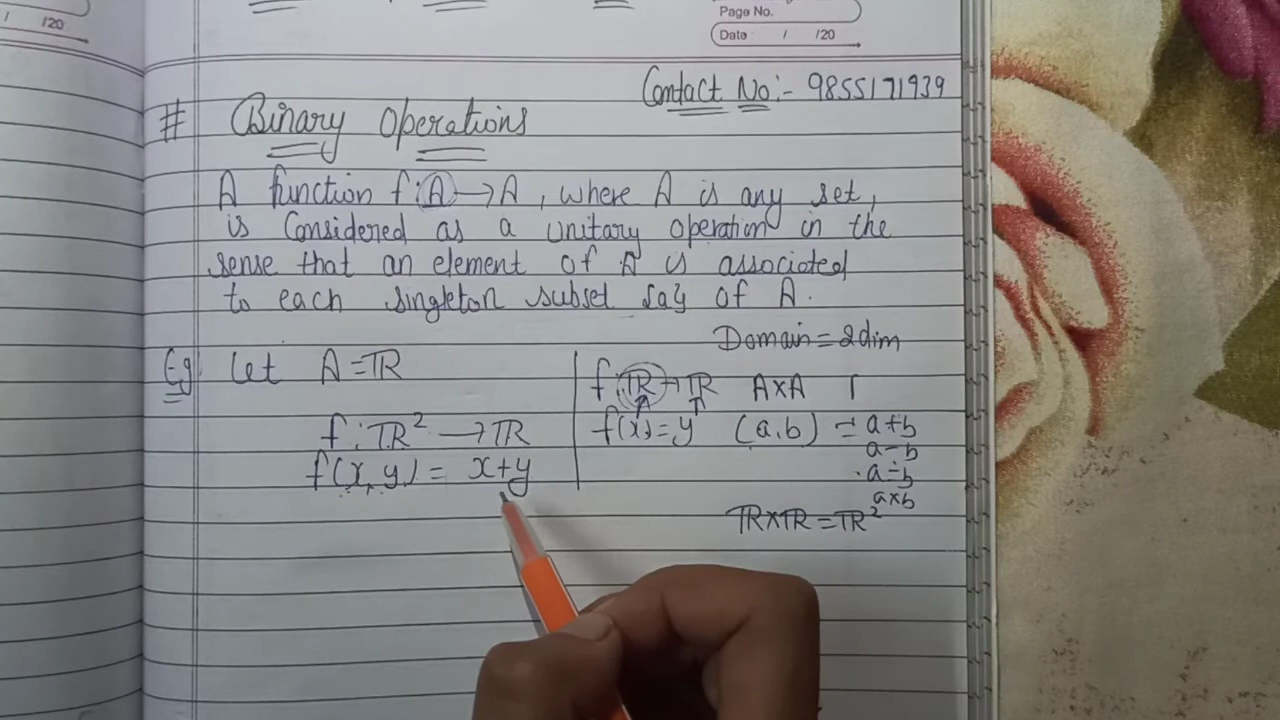 Page No.
/ /20
Date / /20
Contact No:- 9855171939
# Binary Operations
A function f: A → A, where A is any set,
is Considered as a unitary operation in the
sense that an element of A is associated
to each singleton subset {a} of A.
Domain = 2dim
Eg Let A = ℝ
f: ℝ² → ℝ
f(x, y) = x+y
f: ℝ → ℝ A×A
f(x) = y (a,b) = a+b
a-b
a÷b
a×b
ℝ×ℝ = ℝ²